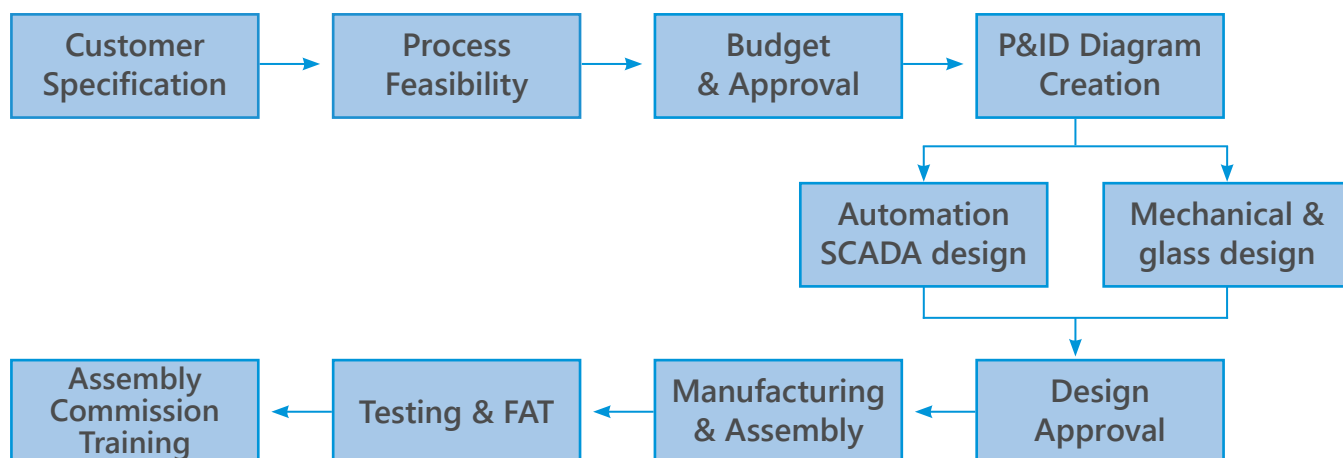 Customer
Specification
Process
Feasibility
Budget
& Approval
P&ID Diagram
Creation
Automation
SCADA design
Mechanical &
glass design
Assembly
Commission
Training
Testing & FAT
Manufacturing
& Assembly
Design
Approval